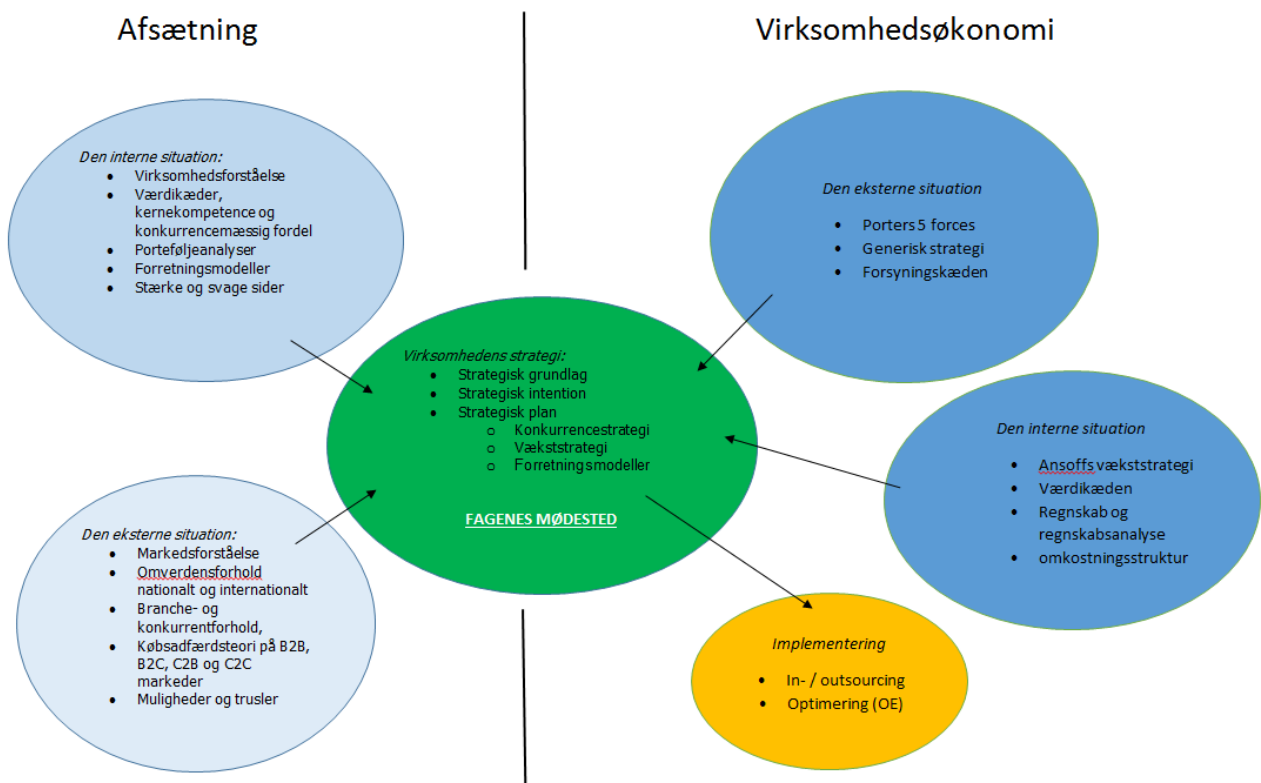 Afsætning
Virksomhedsøkonomi
Den interne situation:
• Virksomhedsforståelse
• Værdikæder,
kernekompetence og
konkurrencemæssig fordel
• Porteføljeanalyser
• Forretningsmodeller
• Stærke og svage sider
Den eksterne situation
• Porters 5 forces
• Generisk strategi
• Forsyningskæden
Virksomhedens strategi:
• Strategisk grundlag
• Strategisk intention
• Strategisk plan
o Konkurrencestrategi
o Vækststrategi
o Forretningsmodeller
FAGENES MØDESTED
Den interne situation
• Ansoffs vækststrategi
• Værdikæden
• Regnskab og
regnskabsanalyse
• omkostningsstruktur
Den eksterne situation:
• Markedsforståelse
• Omverdensforhold
nationalt og internationalt
• Branche- og
konkurrentforhold,
• Købsadfærdsteori på B2B,
B2C, C2B og C2C
markeder
• Muligheder og trusler
Implementering
• In- / outsourcing
• Optimering (OE)